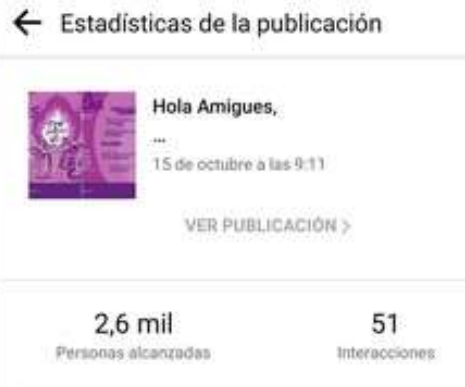 Estadísticas de la publicación
Hola Amigues,
...
15 de octubre a las 9:11
VER PUBLICACIÓN >
2,6 mil
51
Personas alcanzadas
Interacciones